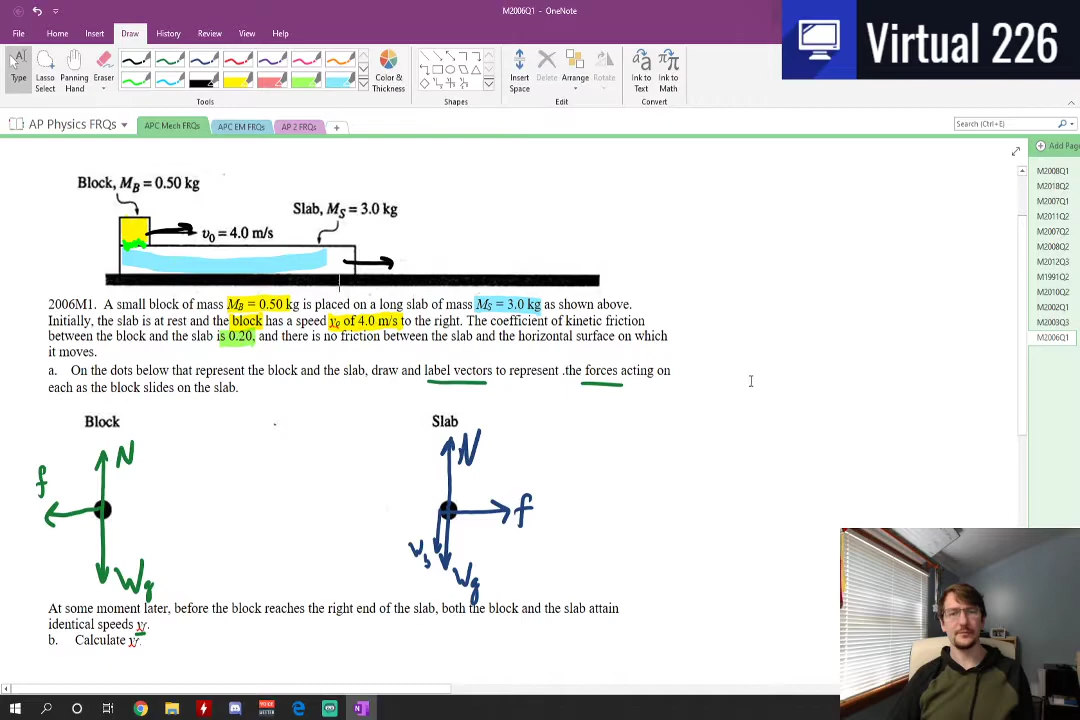 M2006Q1 - OneNote
File Home Insert Draw History Review View Help
Type Lasso Select Panning Hand Eraser
Color & Thickness
Insert Space Delete Arrange Rotate
Ink to Text Ink to Math
Tools Shapes Edit Convert
Virtual 226
AP Physics FRQs APC Mech FRQs APC EM FRQs AP 2 FRQs
Search (Ctrl+E)
Add Page
M2008Q1
M2018Q2
M2007Q1
M2011Q2
M2007Q2
M2008Q2
M2012Q3
M1991Q2
M2010Q2
M2002Q1
M2003Q3
M2006Q1
Block, MB = 0.50 kg
Slab, MS = 3.0 kg
υ0 = 4.0 m/s
2006M1. A small block of mass MB = 0.50 kg is placed on a long slab of mass MS = 3.0 kg as shown above.
Initially, the slab is at rest and the block has a speed v0 of 4.0 m/s to the right. The coefficient of kinetic friction
between the block and the slab is 0.20, and there is no friction between the slab and the horizontal surface on which
it moves.
a. On the dots below that represent the block and the slab, draw and label vectors to represent .the forces acting on
each as the block slides on the slab.
Block Slab
N
f
Wg
N
f
Wg
At some moment later, before the block reaches the right end of the slab, both the block and the slab attain
identical speeds vf.
b. Calculate vf.